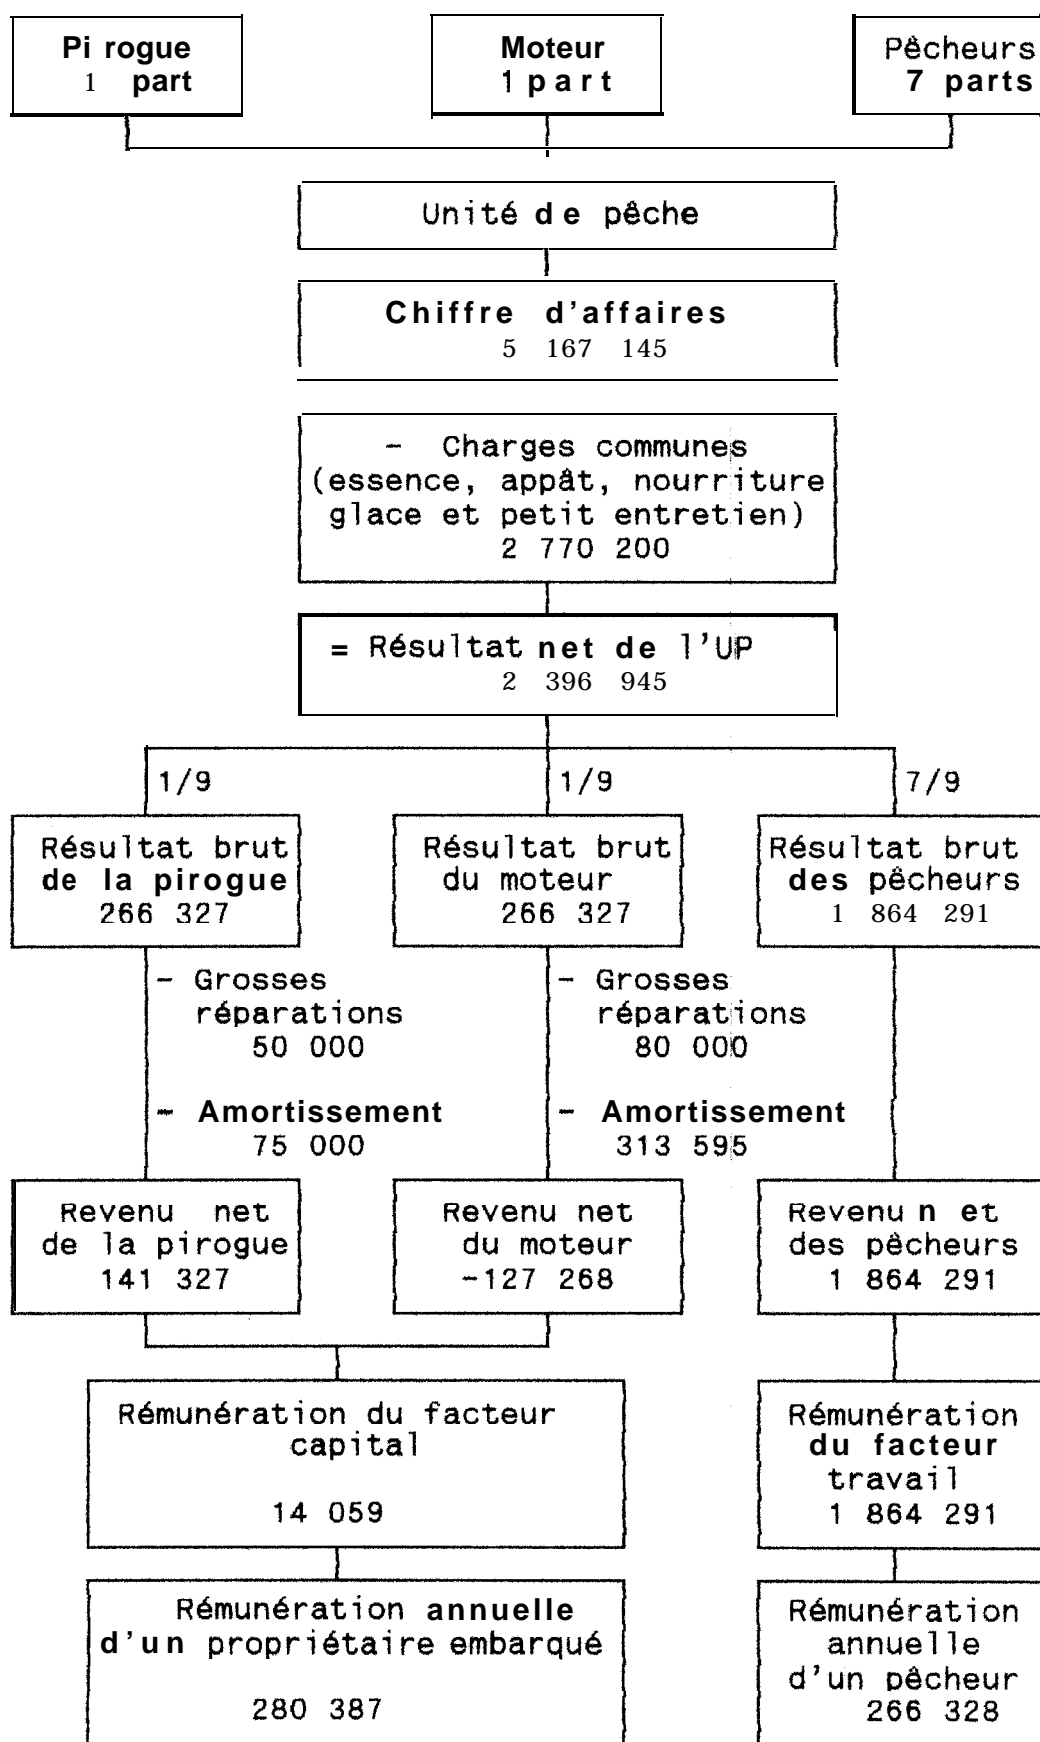 Pirogue
1 part
Moteur
1 part
Pêcheurs
7 parts
Unité de pêche
Chiffre d'affaires
5 167 145
- Charges communes
(essence, appât, nourriture
glace et petit entretien)
2 770 200
= Résultat net de l'UP
2 396 945
1/9
1/9
7/9
Résultat brut
de la pirogue
266 327
Résultat brut
du moteur
266 327
Résultat brut
des pêcheurs
1 864 291
- Grosses
réparations
50 000
- Amortissement
75 000
- Grosses
réparations
80 000
- Amortissement
313 595
Revenu net
de la pirogue
141 327
Revenu net
du moteur
-127 268
Revenu net
des pêcheurs
1 864 291
Rémunération du facteur
capital
14 059
Rémunération
du facteur
travail
1 864 291
Rémunération annuelle
d'un propriétaire embarqué
280 387
Rémunération
annuelle
d'un pêcheur
266 328